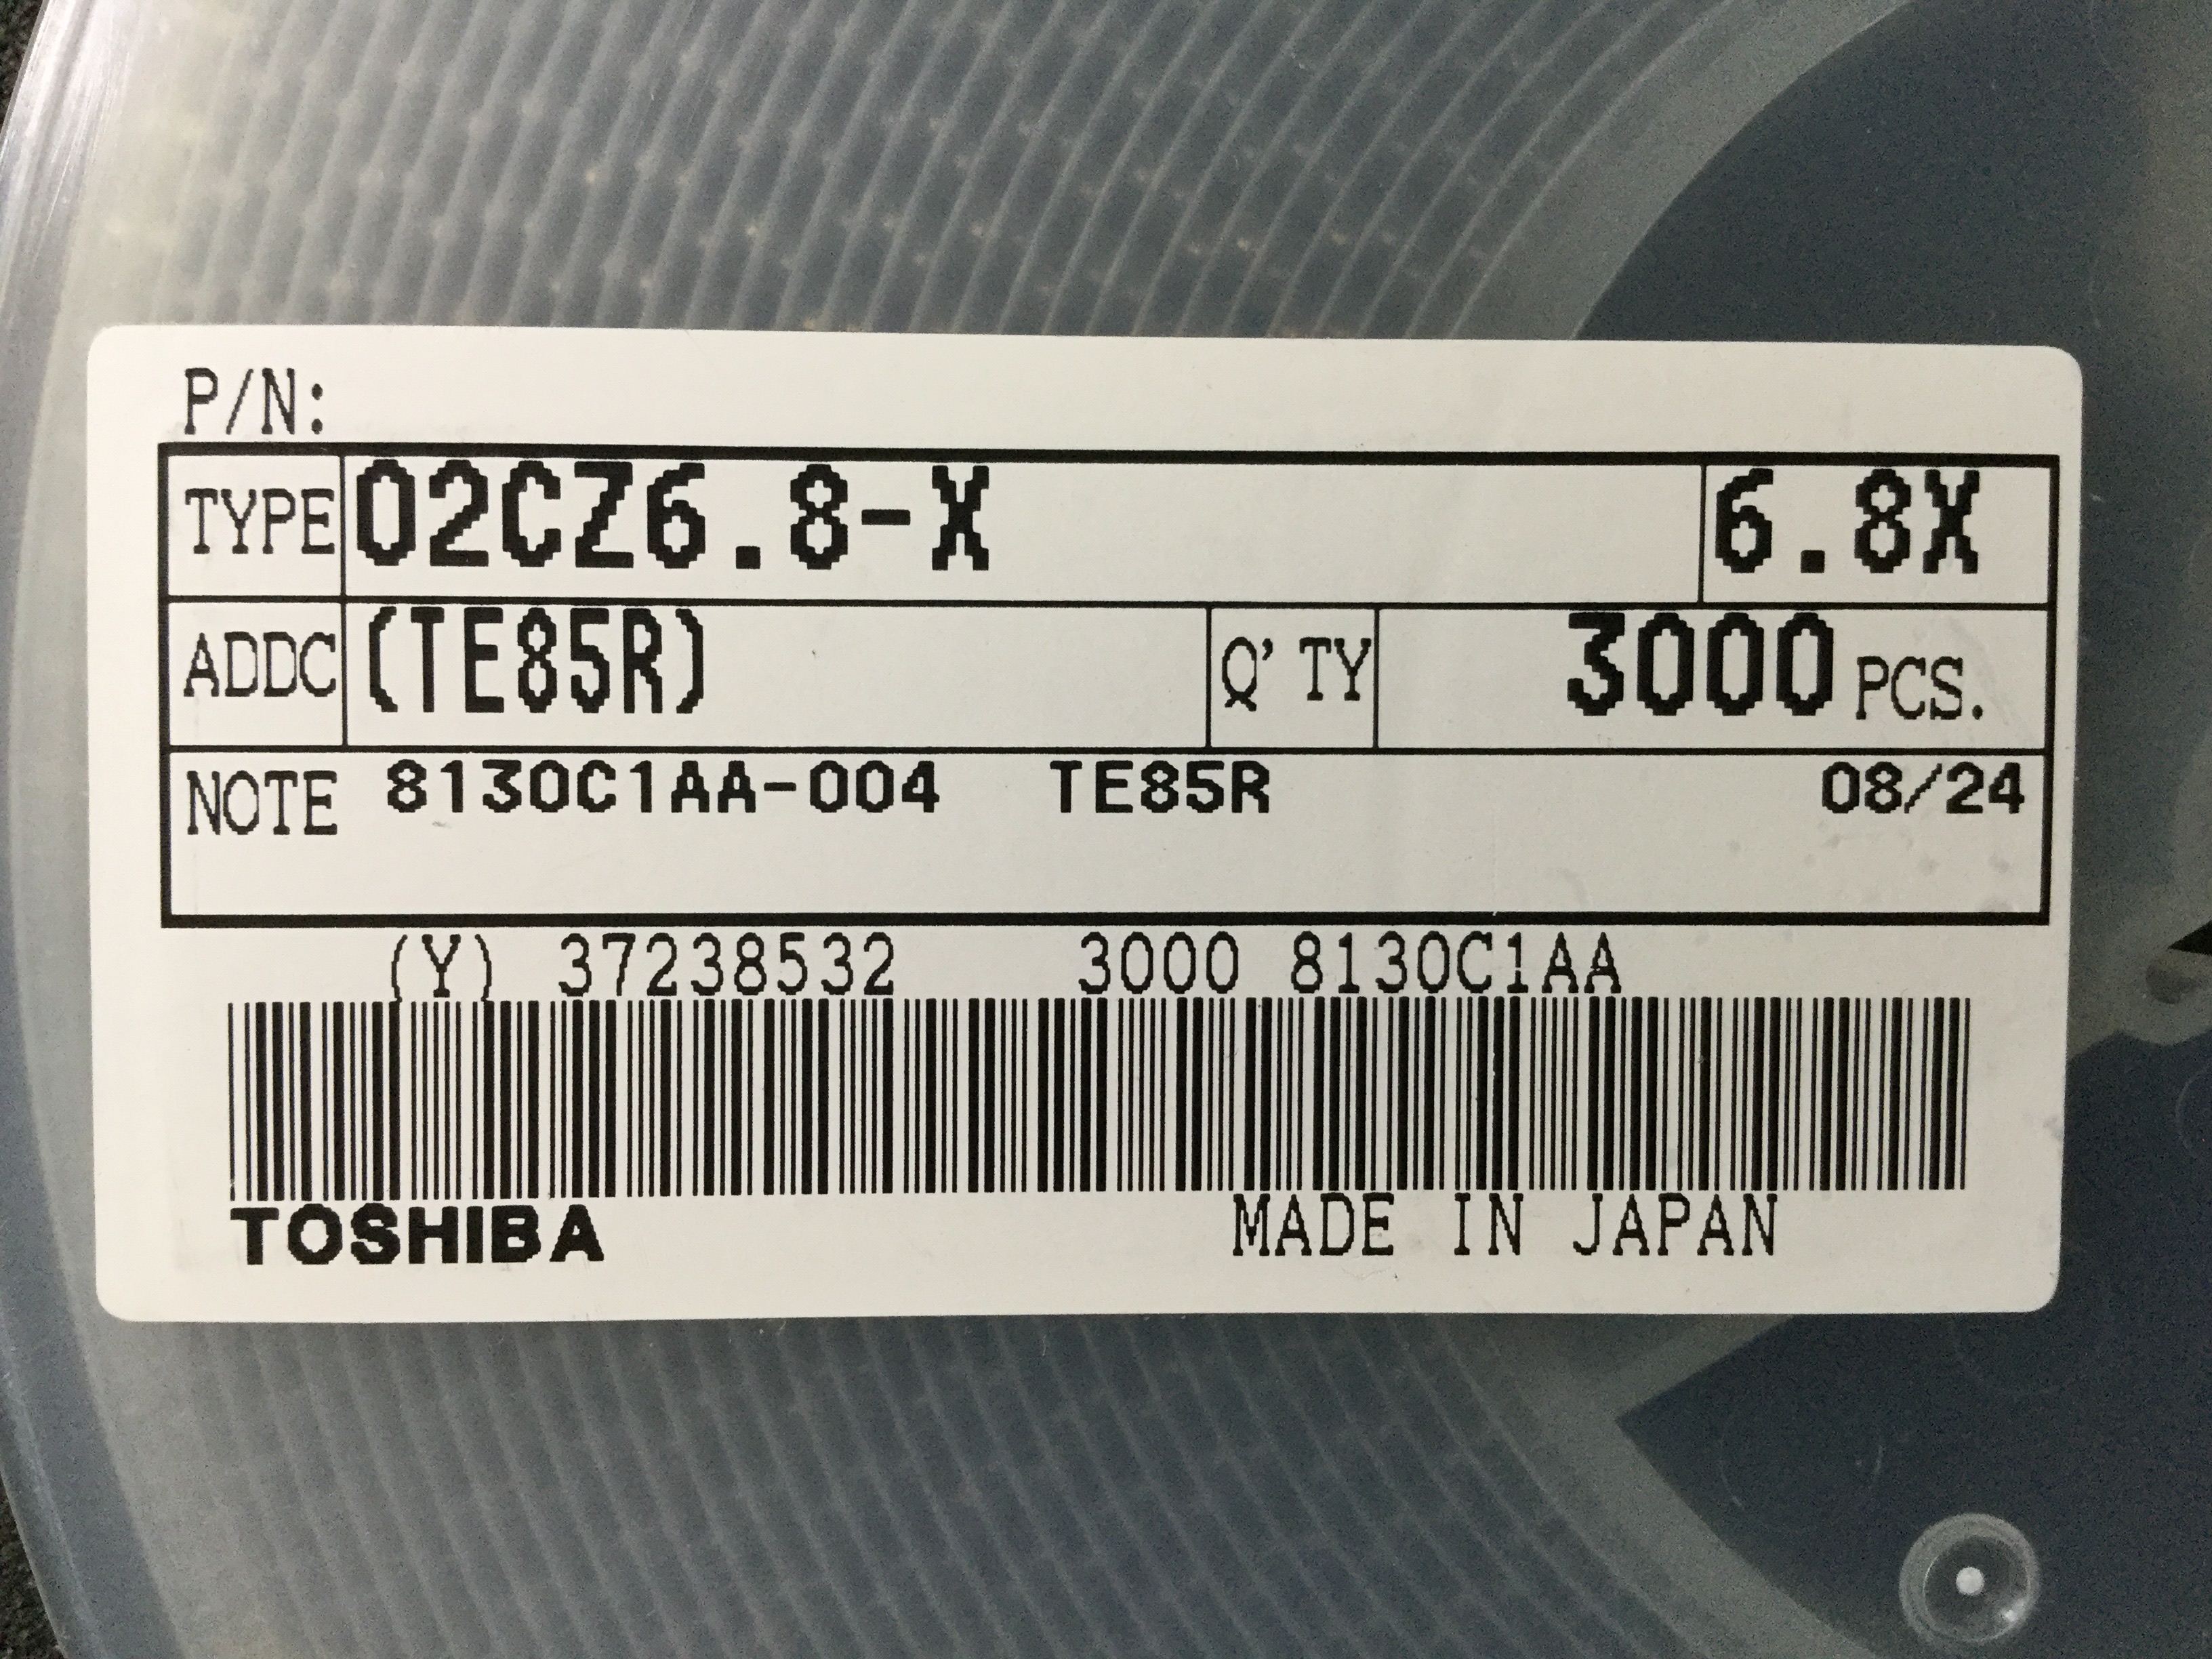 P/N:
TYPE 02CZ6.8-X 6.8X
ADDC (TE85R) Q'TY 3000 PCS.
NOTE 8130C1AA-004 TE85R 08/24
(Y) 37238532 3000 8130C1AA
TOSHIBA MADE IN JAPAN